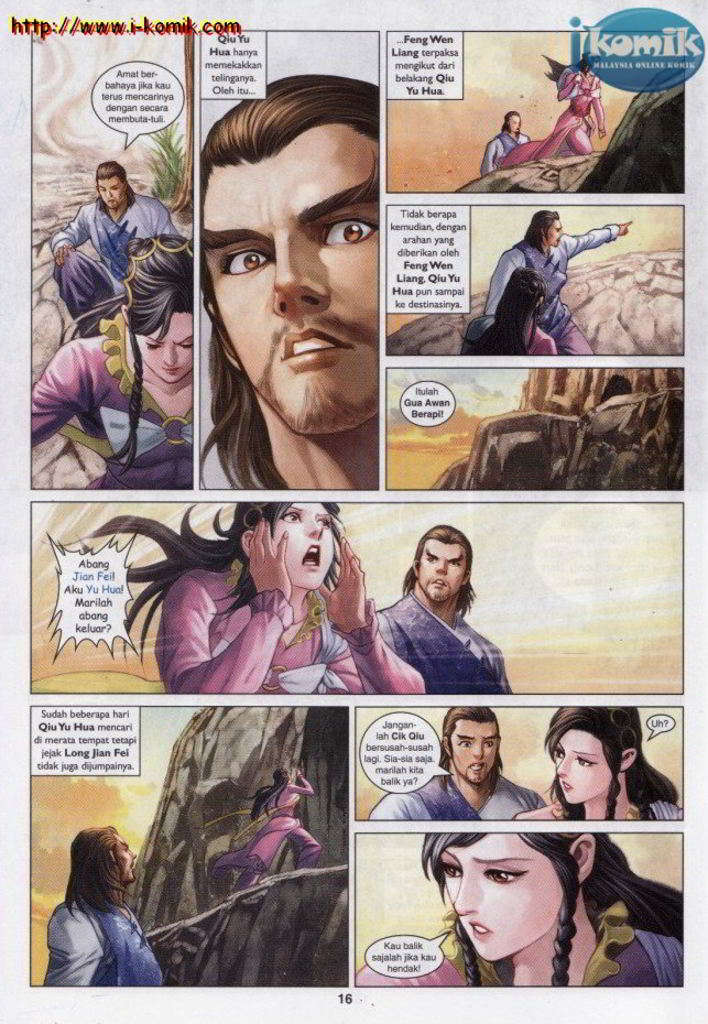 http://www.i-komik.com
ikomik
MALAYSIA ONLINE KOMIK
Amat ber-
bahaya jika kau
terus mencarinya
dengan secara
membuta-tuli.
Qiu Yu
Hua hanya
memekakkan
telinganya.
Oleh itu...
...Feng Wen
Liang terpaksa
mengikut dari
belakang Qiu
Yu Hua.
Tidak berapa
kemudian, dengan
arahan yang
diberikan oleh
Feng Wen
Liang, Qiu Yu
Hua pun sampai
ke destinasinya.
Itulah
Gua Awan
Berapi!
Abang
Jian Fei!
Aku Yu Hua!
Marilah
abang
keluar?
Sudah beberapa hari
Qiu Yu Hua mencari
di merata tempat tetapi
jejak Long Jian Fei
tidak juga dijumpainya.
Jangan-
lah Cik Qiu
bersusah-susah
lagi. Sia-sia saja.
marilah kita
balik ya?
Uh?
Kau balik
sajalah jika kau
hendak!
16